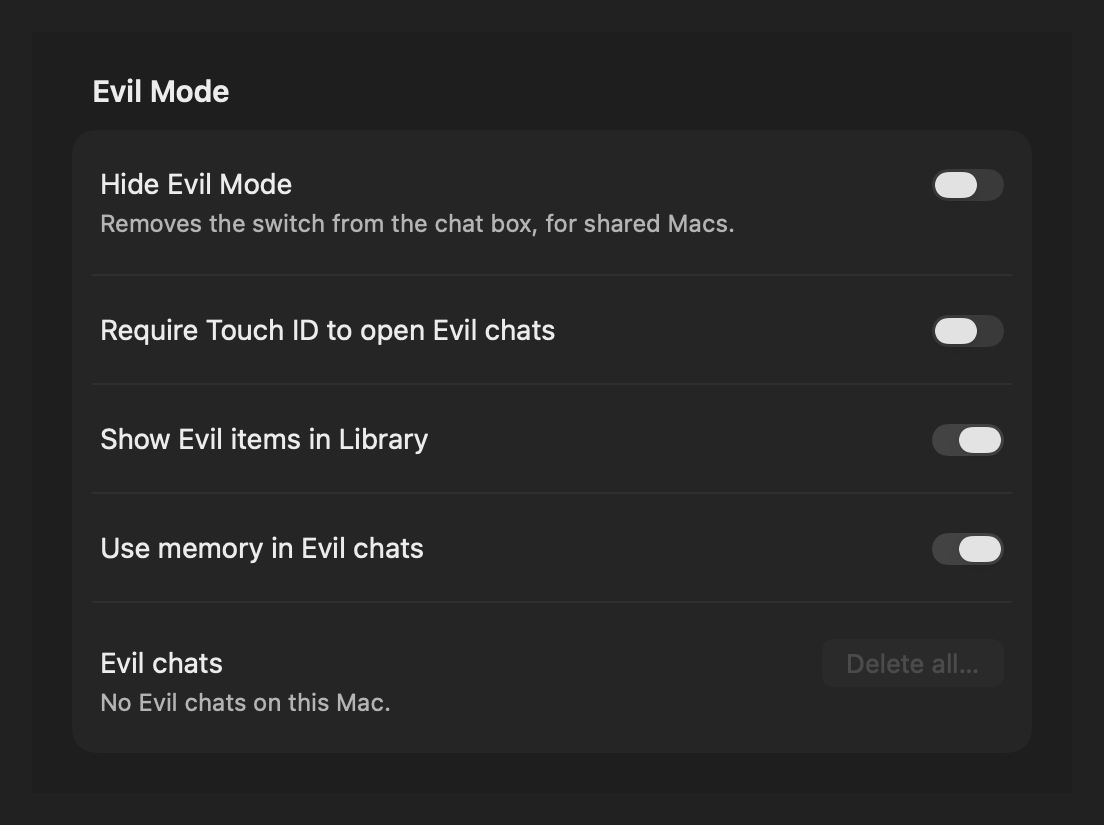 Evil Mode
Hide Evil Mode
Removes the switch from the chat box, for shared Macs.
Require Touch ID to open Evil chats
Show Evil items in Library
Use memory in Evil chats
Evil chats
Delete all...
No Evil chats on this Mac.